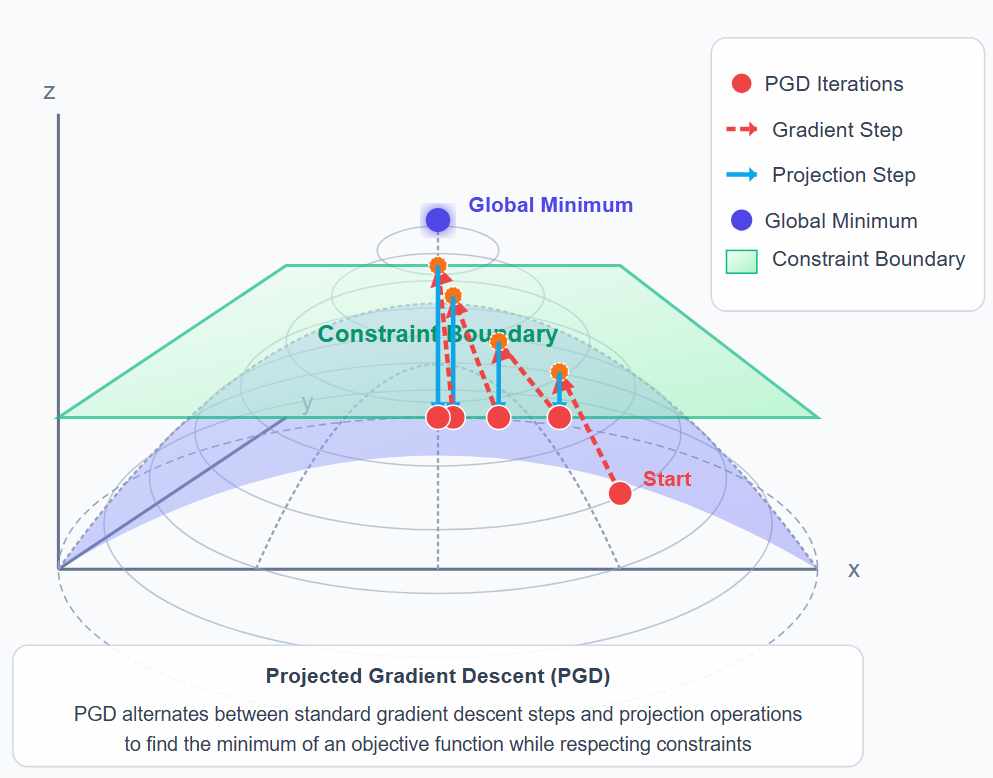 z
PGD Iterations
Gradient Step
Projection Step
Global Minimum
Constraint Boundary
Global Minimum
Constraint Boundary
y
Start
x
Projected Gradient Descent (PGD)
PGD alternates between standard gradient descent steps and projection operations
to find the minimum of an objective function while respecting constraints